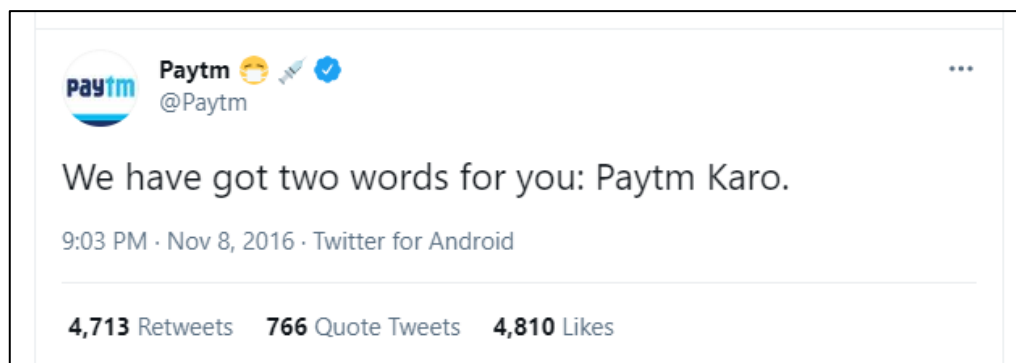 paytm
Paytm 😷 💉
@Paytm
We have got two words for you: Paytm Karo.
9:03 PM · Nov 8, 2016 · Twitter for Android
4,713 Retweets 766 Quote Tweets 4,810 Likes